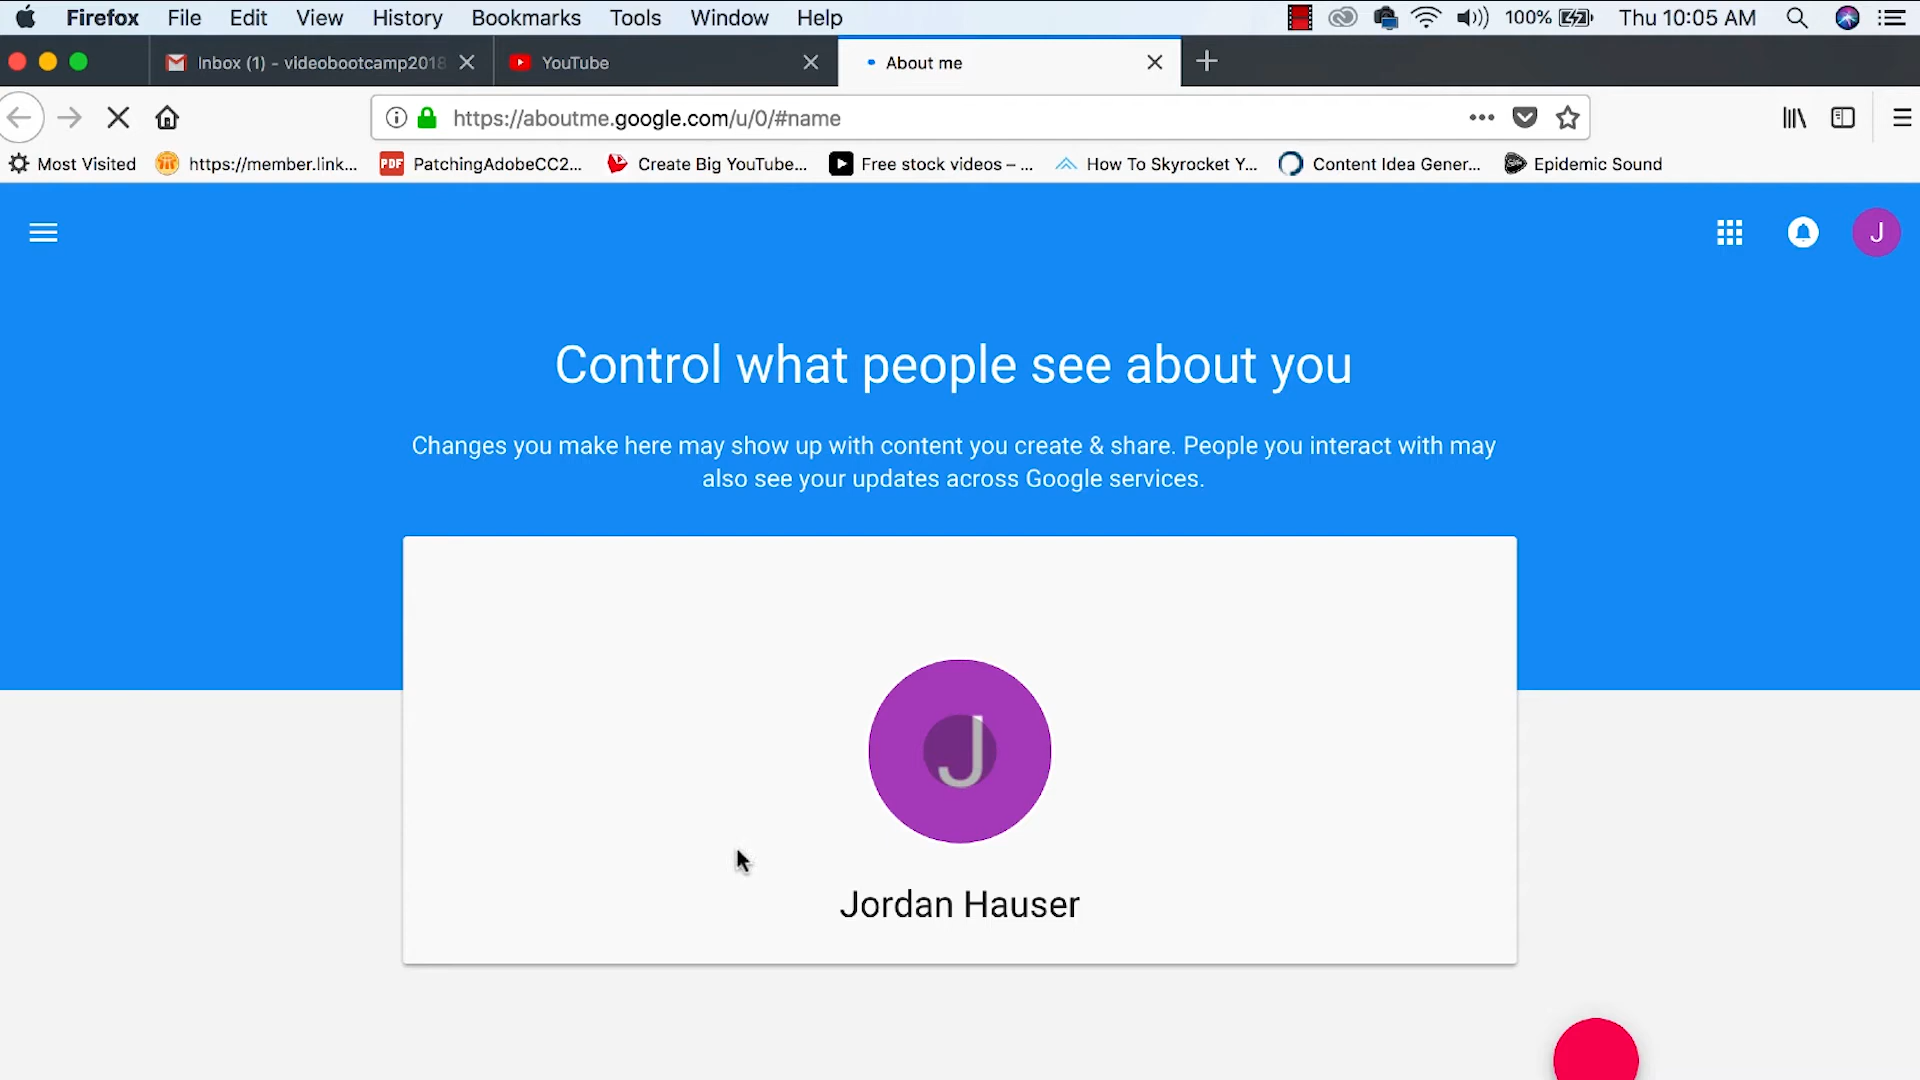 Firefox File Edit View History Bookmarks Tools Window Help 100% Thu 10:05 AM
Inbox (1) - videobootcamp2018 YouTube About me
https://aboutme.google.com/u/0/#name
Most Visited https://member.link... PDF PatchingAdobeCC2... Create Big YouTube... Free stock videos – ... How To Skyrocket Y... Content Idea Gener... Epidemic Sound
J
Control what people see about you
Changes you make here may show up with content you create & share. People you interact with may
also see your updates across Google services.
J
Jordan Hauser